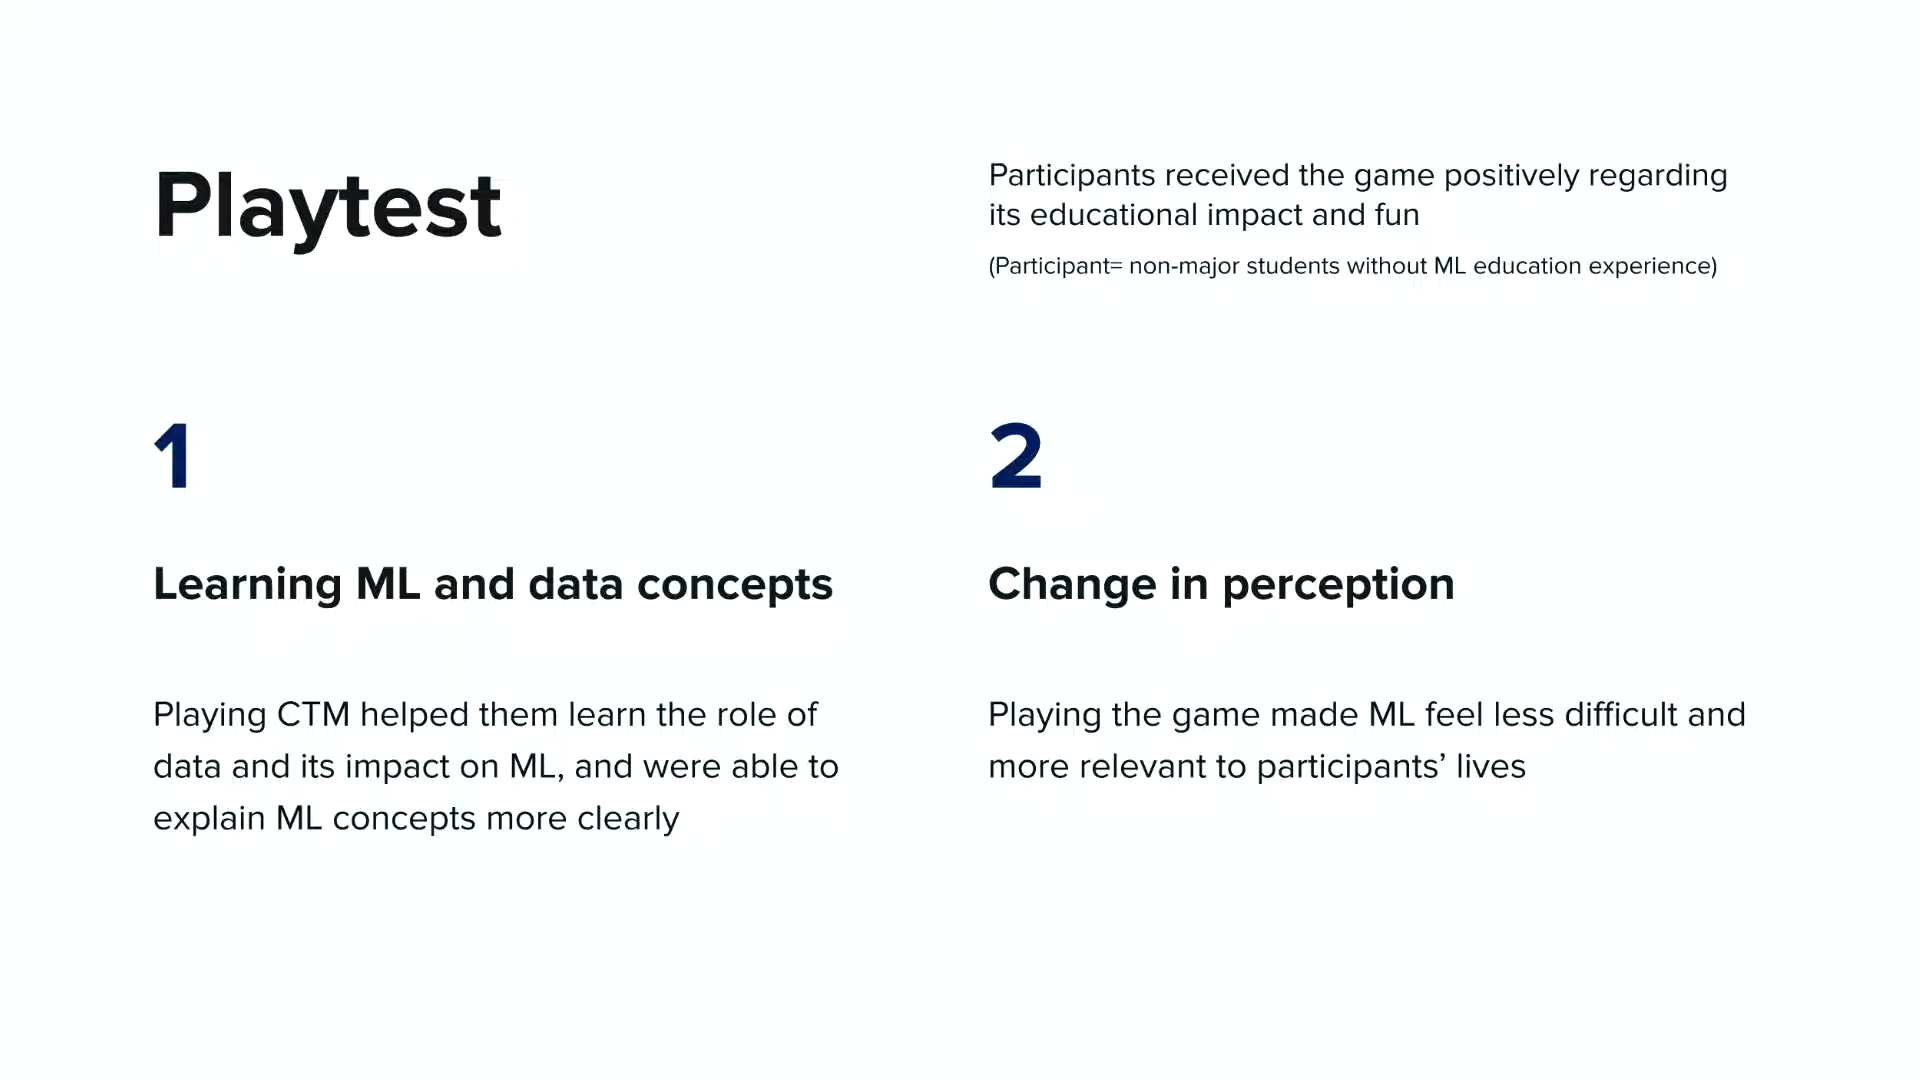 Playtest
Participants received the game positively regarding
its educational impact and fun
(Participant= non-major students without ML education experience)
1
Learning ML and data concepts
Playing CTM helped them learn the role of
data and its impact on ML, and were able to
explain ML concepts more clearly
2
Change in perception
Playing the game made ML feel less difficult and
more relevant to participants’ lives